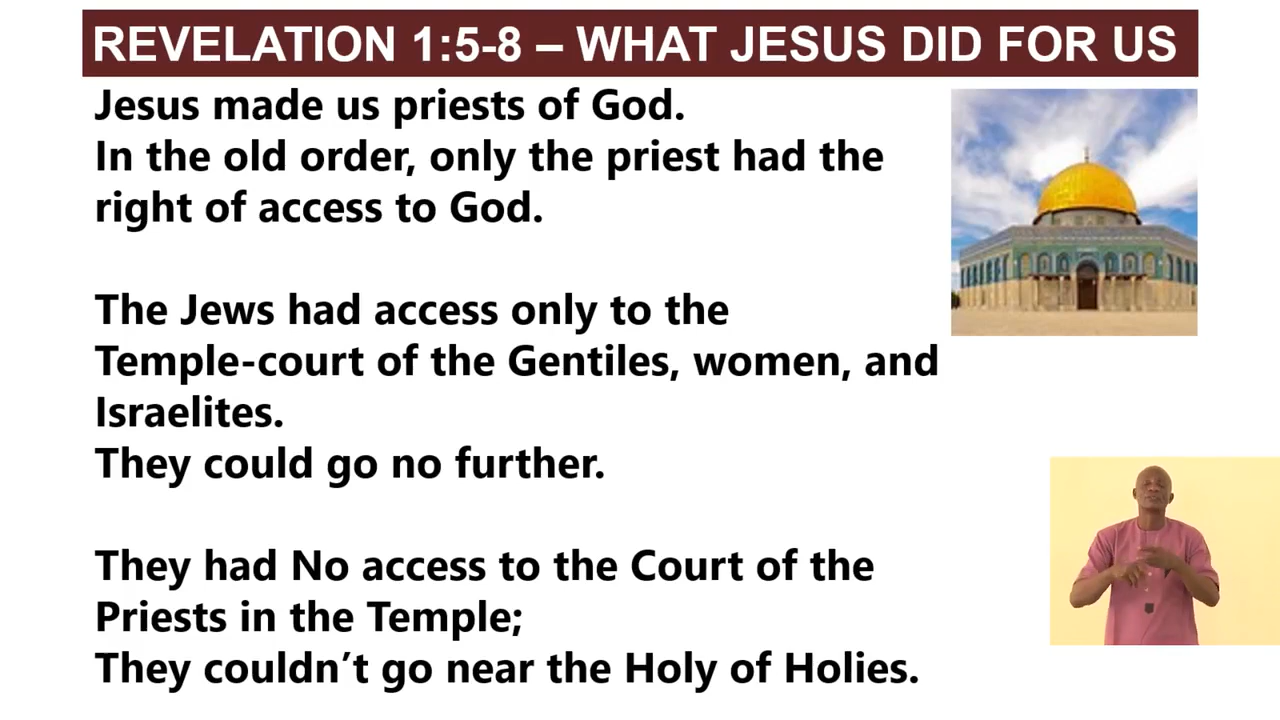 REVELATION 1:5-8 – WHAT JESUS DID FOR US
Jesus made us priests of God.
In the old order, only the priest had the
right of access to God.
The Jews had access only to the
Temple-court of the Gentiles, women, and
Israelites.
They could go no further.
They had No access to the Court of the
Priests in the Temple;
They couldn’t go near the Holy of Holies.